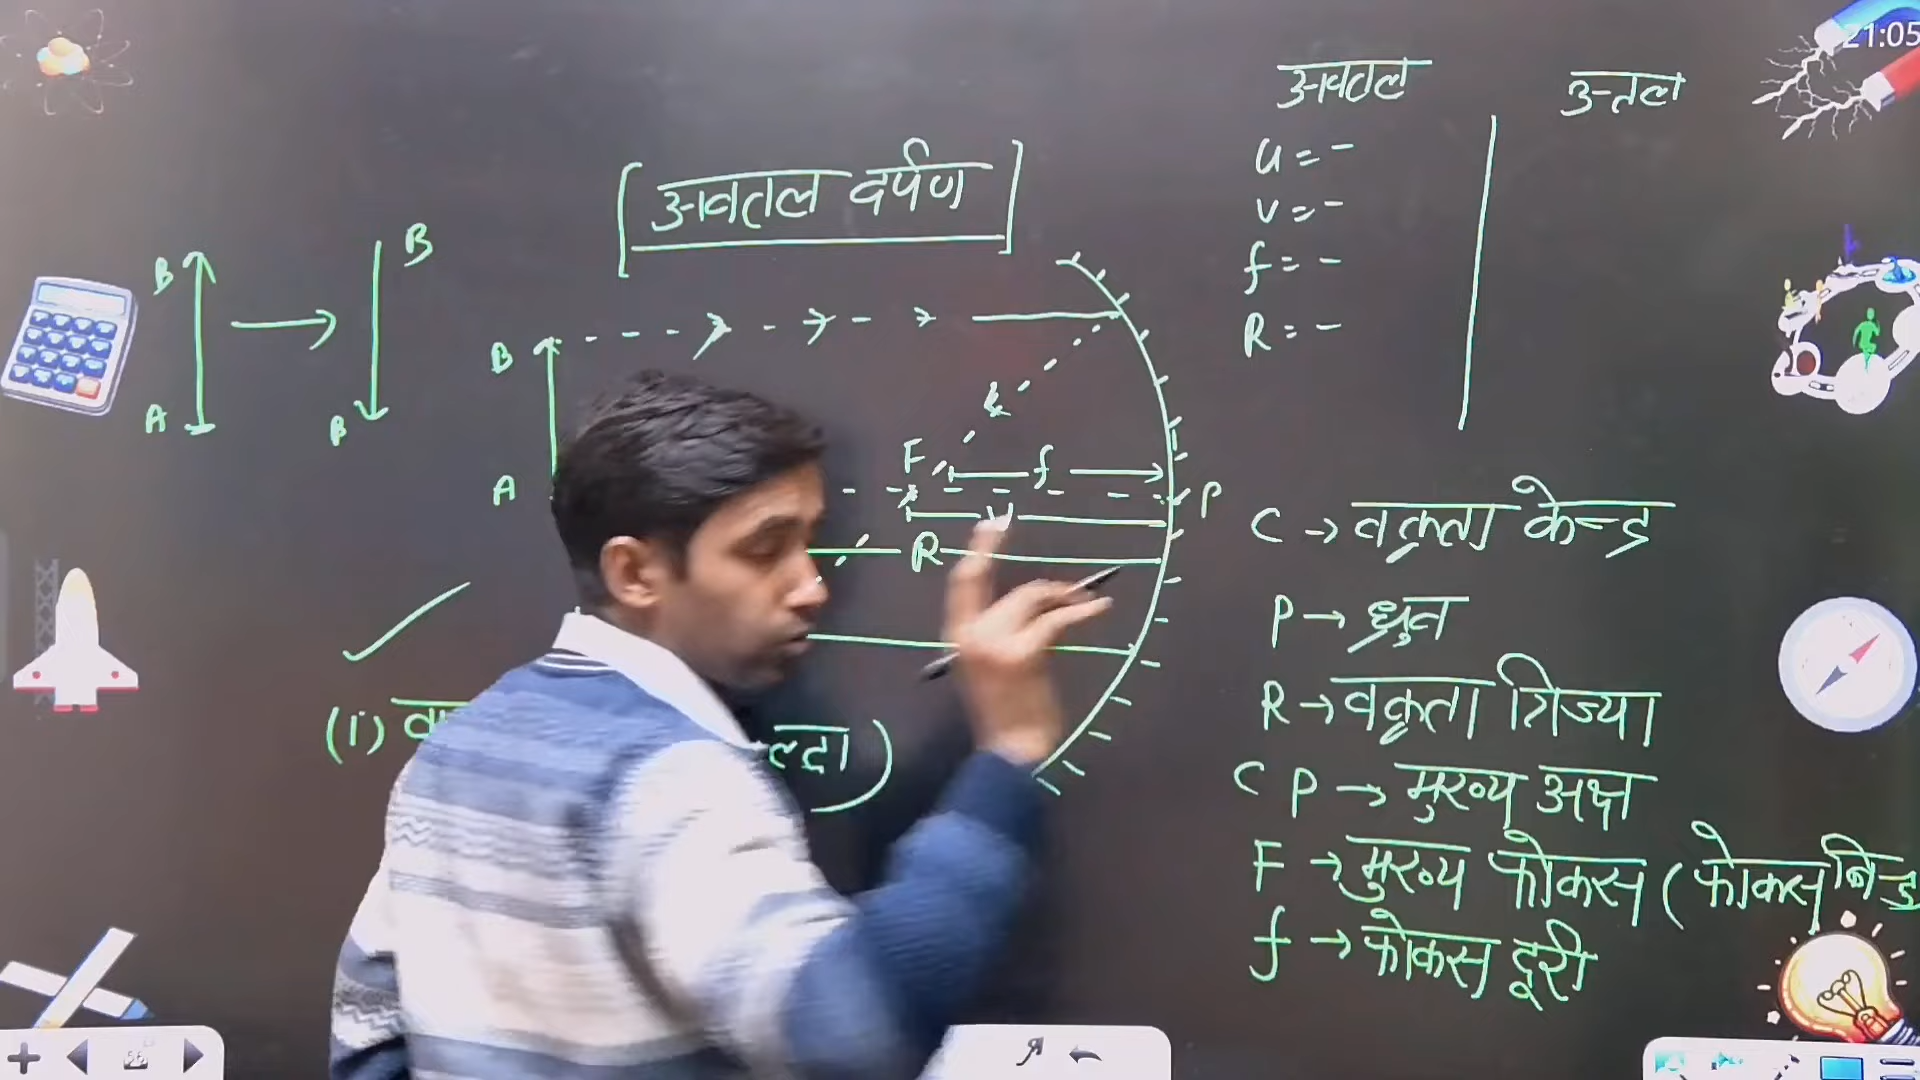 21:05
अवतल
उत्तल
u = -
v = -
f = -
R = -
[अवतल दर्पण]
B
B
A
B
B
A
F
f
P
R
(i)
ल्टा)
C → वक्रता केन्द्र
P → ध्रुव
R → वक्रता त्रिज्या
CP → मुख्य अक्ष
F → मुख्य फोकस (फोकस
f → फोकस दूरी